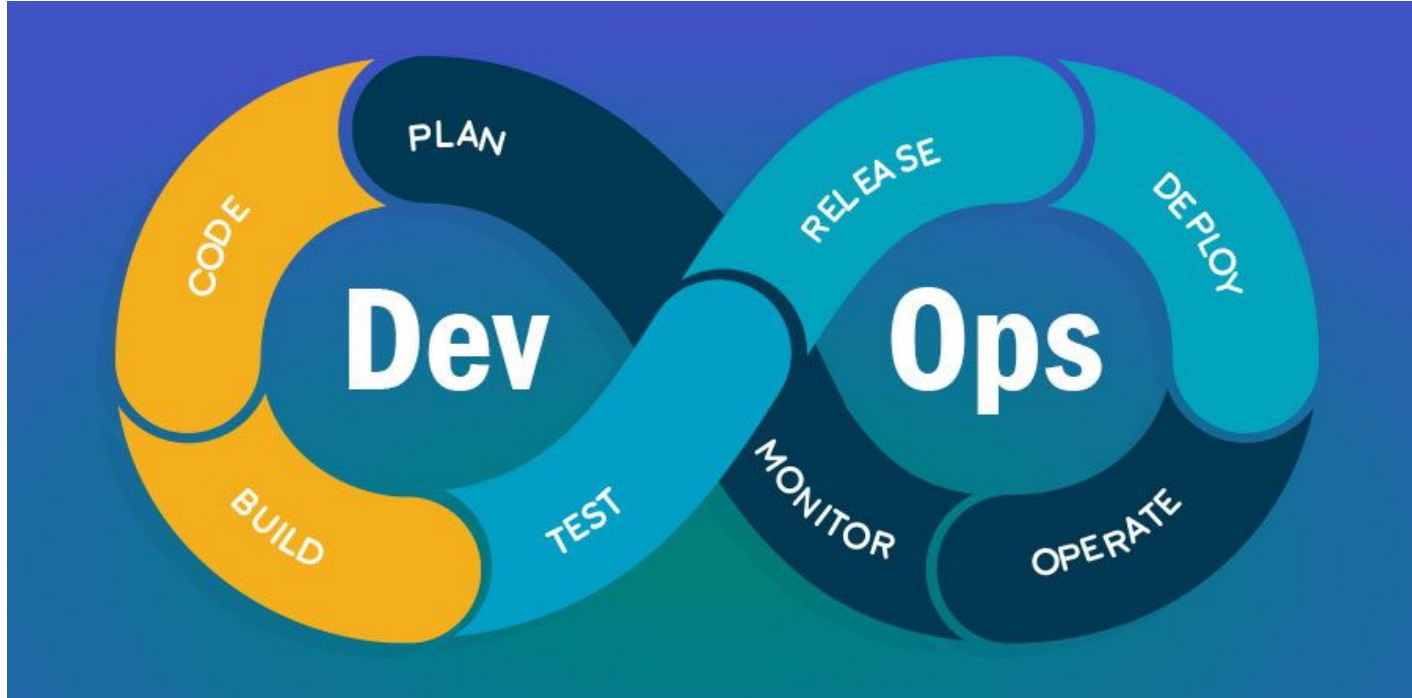 PLAN
CODE
BUILD
TEST
RELEASE
DEPLOY
OPERATE
MONITOR
Dev
Ops